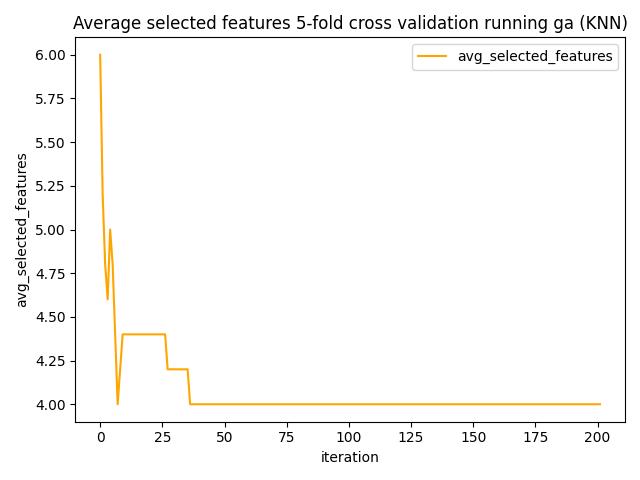 Average selected features 5-fold cross validation running ga (KNN)
avg_selected_features
6.00
5.75
5.50
5.25
5.00
4.75
4.50
4.25
4.00
avg_selected_features
0 25 50 75 100 125 150 175 200
iteration